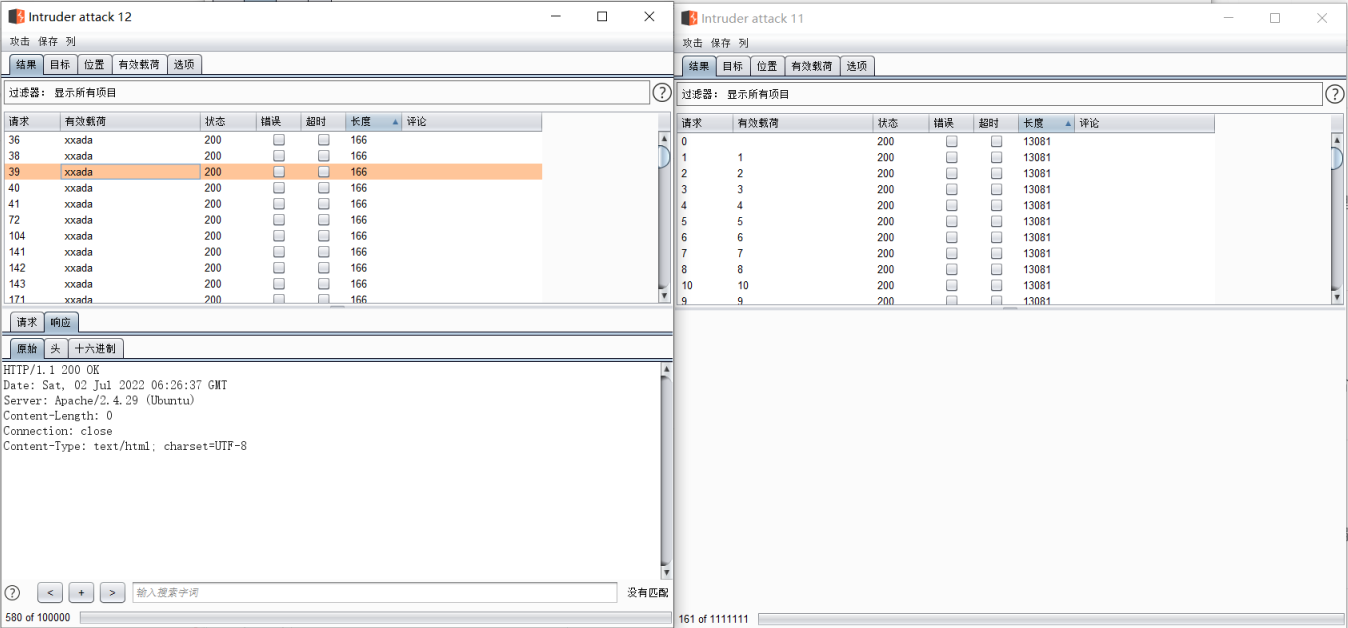 Intruder attack 12
攻击 保存 列
结果 目标 位置 有效载荷 选项
过滤器： 显示所有项目
?
请求 有效载荷 状态 错误 超时 长度 评论
36 xxada 200 166
38 xxada 200 166
39 xxada 200 166
40 xxada 200 166
41 xxada 200 166
72 xxada 200 166
104 xxada 200 166
141 xxada 200 166
142 xxada 200 166
143 xxada 200 166
171 xxada 200 166
请求 响应
原始 头 十六进制
HTTP/1.1 200 OK
Date: Sat, 02 Jul 2022 06:26:37 GMT
Server: Apache/2.4.29 (Ubuntu)
Content-Length: 0
Connection: close
Content-Type: text/html; charset=UTF-8
? < + > 输入搜索字词 没有匹配
580 of 100000
Intruder attack 11
攻击 保存 列
结果 目标 位置 有效载荷 选项
过滤器： 显示所有项目
?
请求 有效载荷 状态 错误 超时 长度 评论
0 200 13081
1 1 200 13081
2 2 200 13081
3 3 200 13081
4 4 200 13081
5 5 200 13081
6 6 200 13081
7 7 200 13081
8 8 200 13081
10 10 200 13081
9 9 200 13081
161 of 1111111